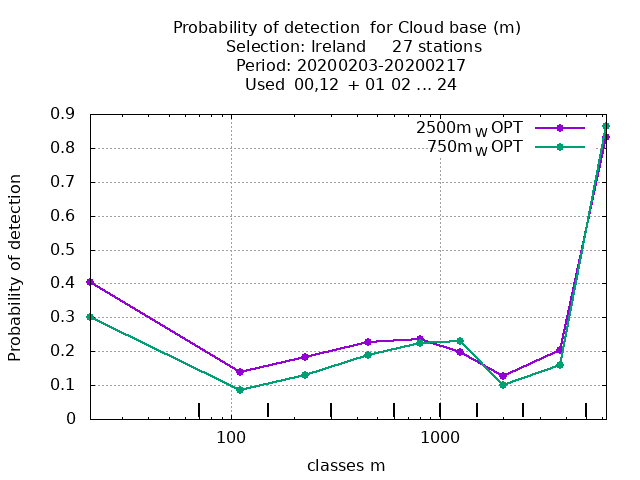 Probability of detection  for Cloud base (m)
Selection: Ireland     27 stations
Period: 20200203-20200217
Used  00,12  + 01 02 ... 24
2500m W OPT
750m W OPT
Probability of detection
0.9
0.8
0.7
0.6
0.5
0.4
0.3
0.2
0.1
0
100
1000
classes m